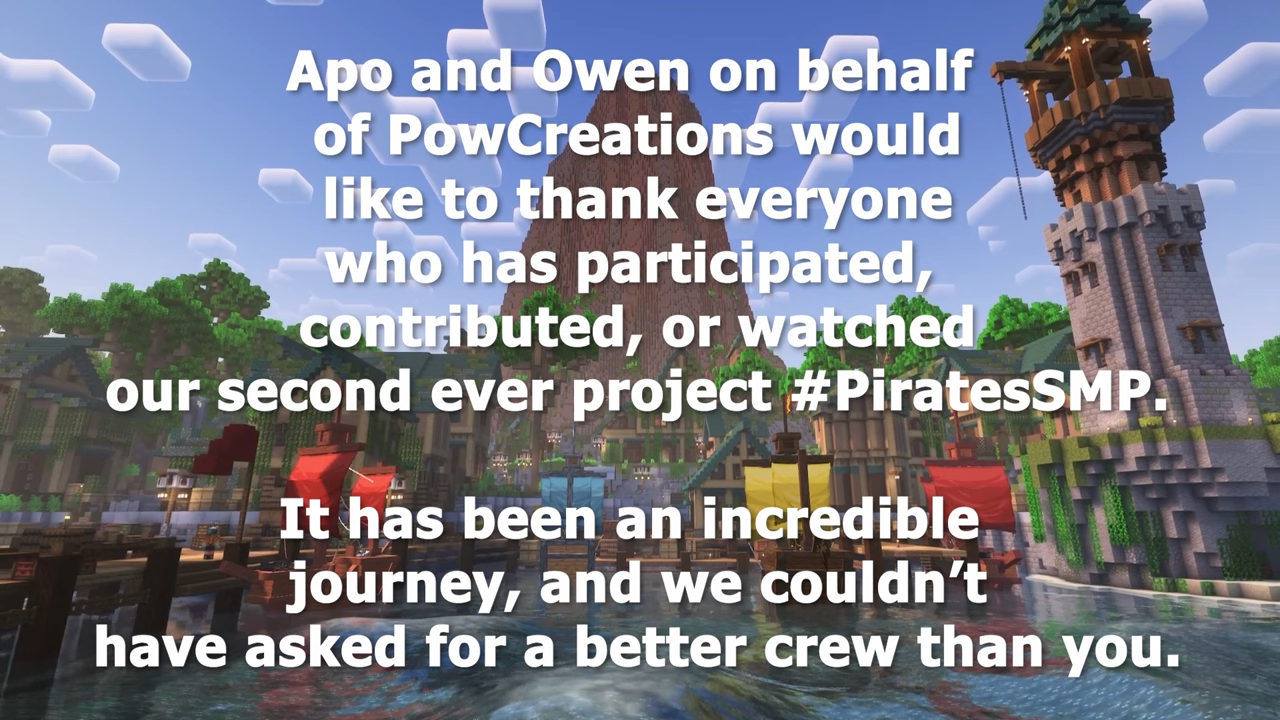 Apo and Owen on behalf
of PowCreations would
like to thank everyone
who has participated,
contributed, or watched
our second ever project #PiratesSMP.
It has been an incredible
journey, and we couldn’t
have asked for a better crew than you.